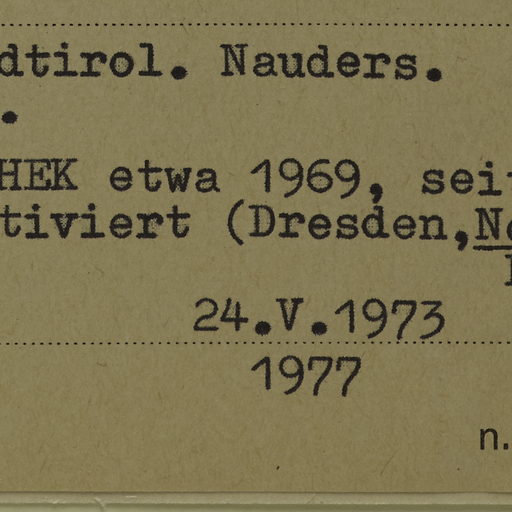 dtirol. Nauders.
.
HEK etwa 1969, sei
tiviert (Dresden,
24.V.1973
1977
n.